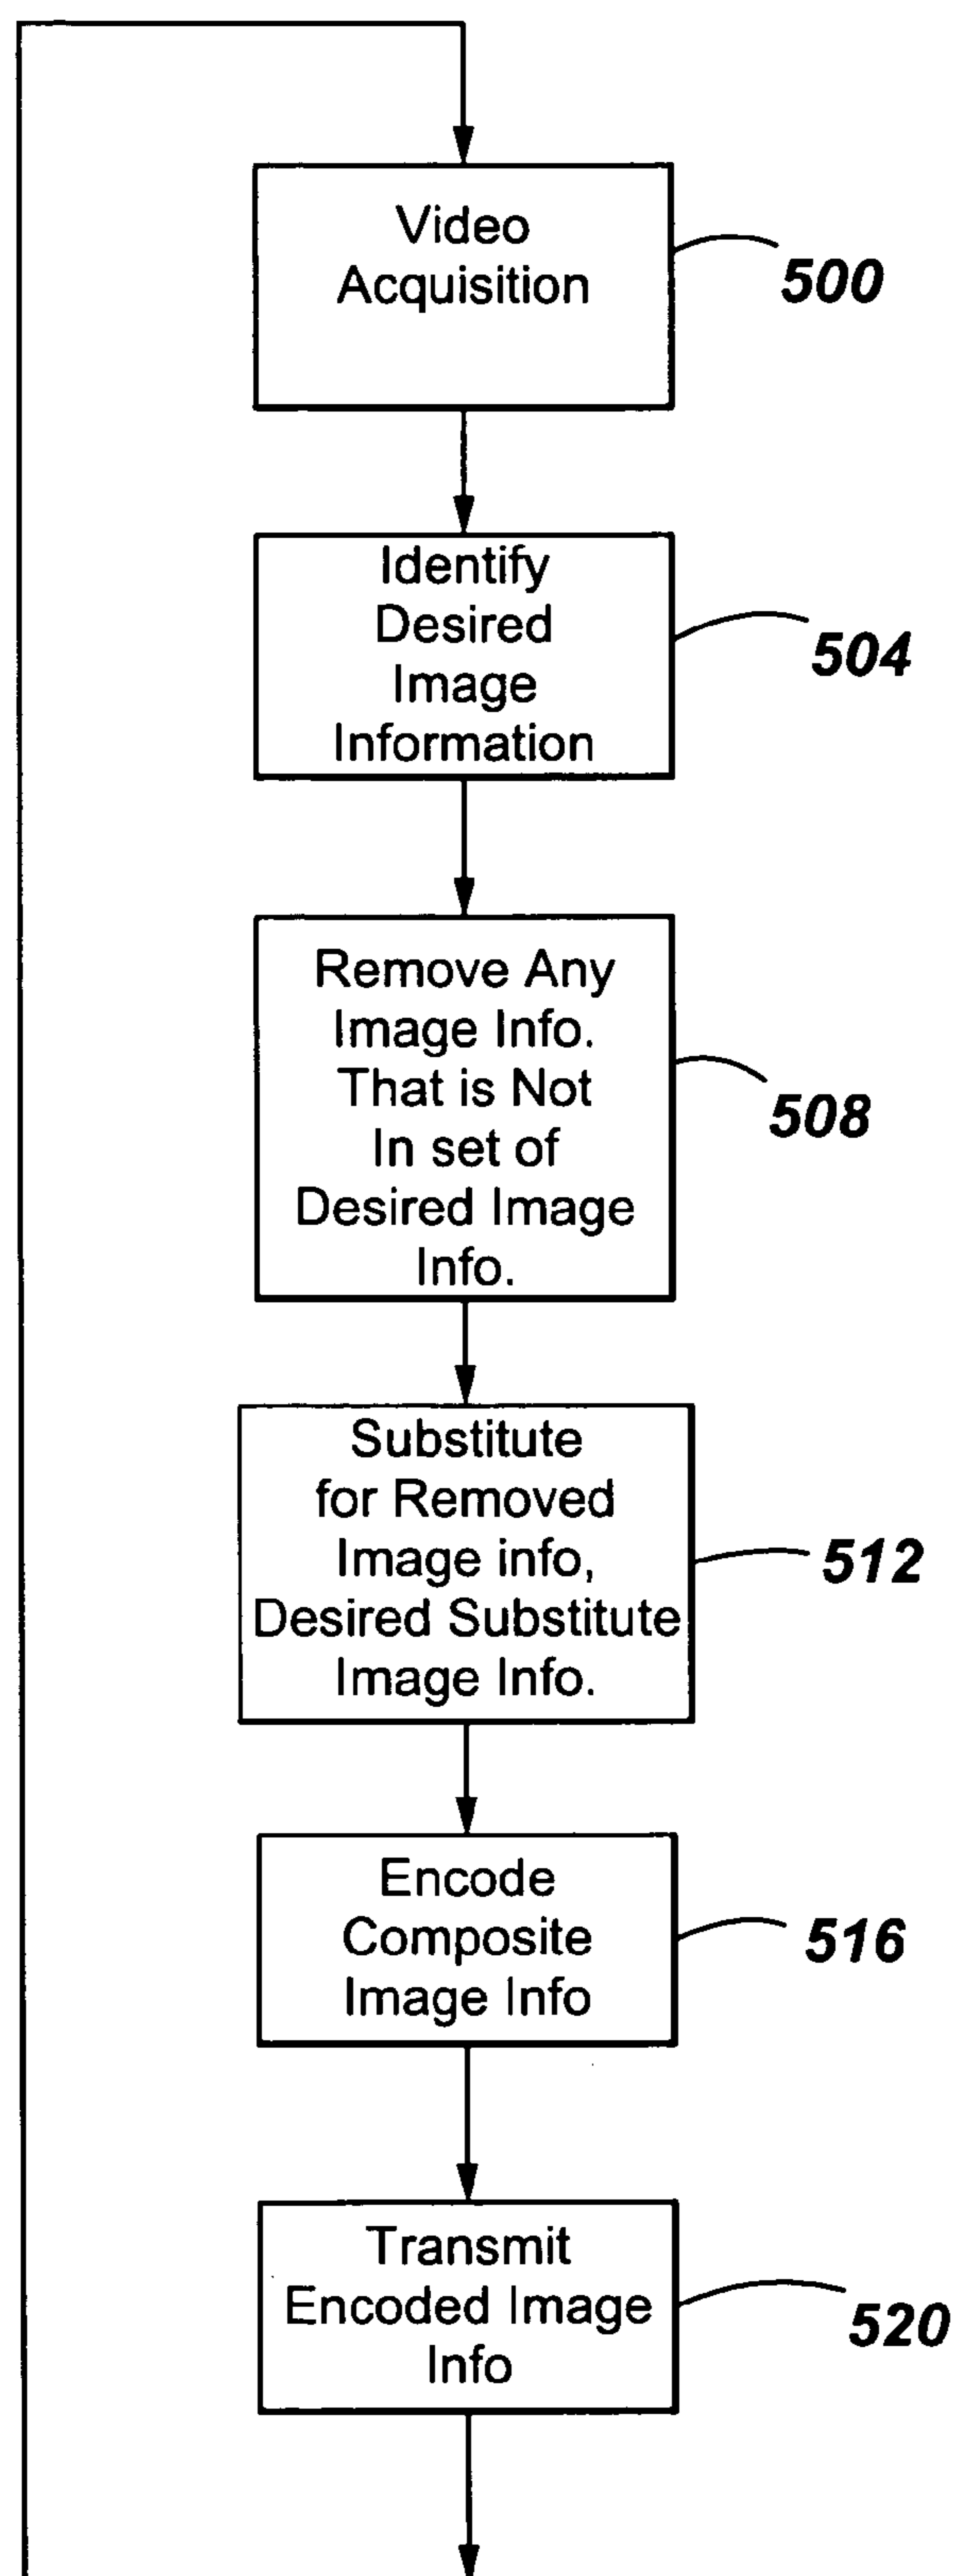 Video
Acquisition
500
Identify
Desired
Image
Information
504
Remove Any
Image Info.
That is Not
In set of
Desired Image
Info.
508
Substitute
for Removed
Image info,
Desired Substitute
Image Info.
512
Encode
Composite
Image Info
516
Transmit
Encoded Image
Info
520